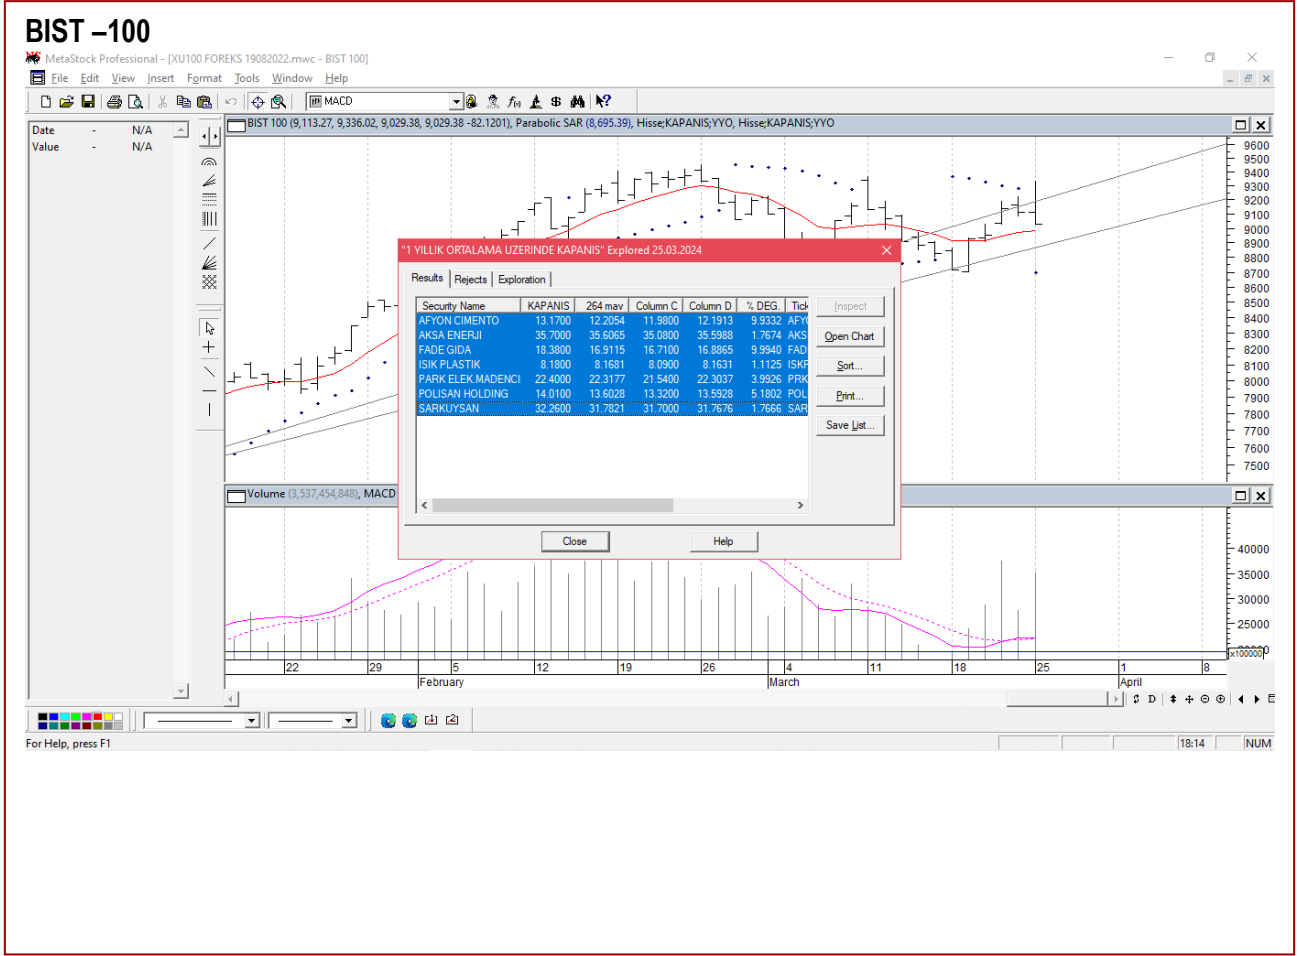 BIST –100
MetaStock Professional - [XU100 FOREKS 19082022.mwc - BIST 100]
File Edit View Insert Format Tools Window Help
MACD
Date - N/A
Value - N/A
BIST 100 (9,113.27, 9,336.02, 9,029.38, 9,029.38 -82.1201), Parabolic SAR (8,695.39), Hisse;KAPANIS;YYO, Hisse;KAPANIS;YYO
9600
9500
9400
9300
9200
9100
9000
8900
8800
8700
8600
8500
8400
8300
8200
8100
8000
7900
7800
7700
7600
7500
"1 YILLIK ORTALAMA UZERINDE KAPANIS" Explored 25.03.2024
Results Rejects Exploration
Security Name KAPANIS 264 mav Column C Column D % DEG. Tick
AFYON CIMENTO 13.1700 12.2054 11.9800 12.1913 9.9332 AFYO
AKSA ENERJI 35.7000 35.6065 35.0800 35.5988 1.7674 AKS
FADE GIDA 18.3800 16.9115 16.7100 16.8865 9.9940 FAD
ISIK PLASTIK 8.1800 8.1681 8.0900 8.1631 1.1125 ISKP
PARK ELEK.MADENCI 22.4000 22.3177 21.5400 22.3037 3.9926 PRK
POLISAN HOLDING 14.0100 13.6028 13.3200 13.5928 5.1802 POL
SARKUYSAN 32.2600 31.7821 31.7000 31.7676 1.7666 SAR
Inspect
Open Chart
Sort...
Print...
Save List...
Close Help
Volume (3,537,454,848), MACD
40000
35000
30000
25000
20000
x100000
22 29 5 12 19 26 4 11 18 25 1 8
February March April
D
For Help, press F1
18:14 NUM